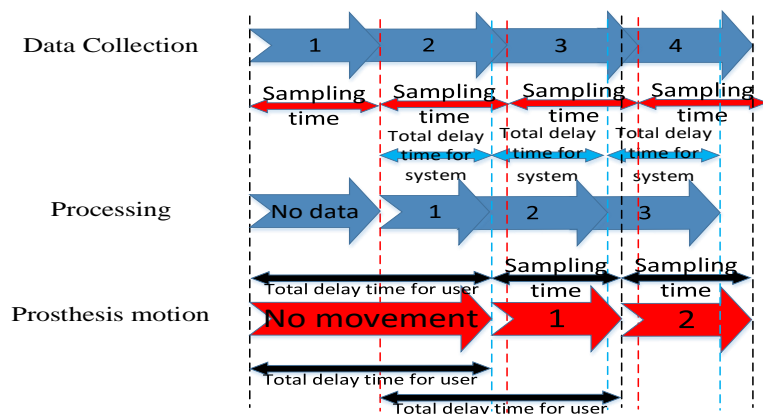 Data Collection
1 2 3 4
Sampling time
Sampling time
Sampling time
Sampling time
Total delay time for system
Total delay time for system
Total delay time for system
Processing
No data 1 2 3
Total delay time for user
Sampling time
Sampling time
Prosthesis motion
No movement 1 2
Total delay time for user
Total delay time for user